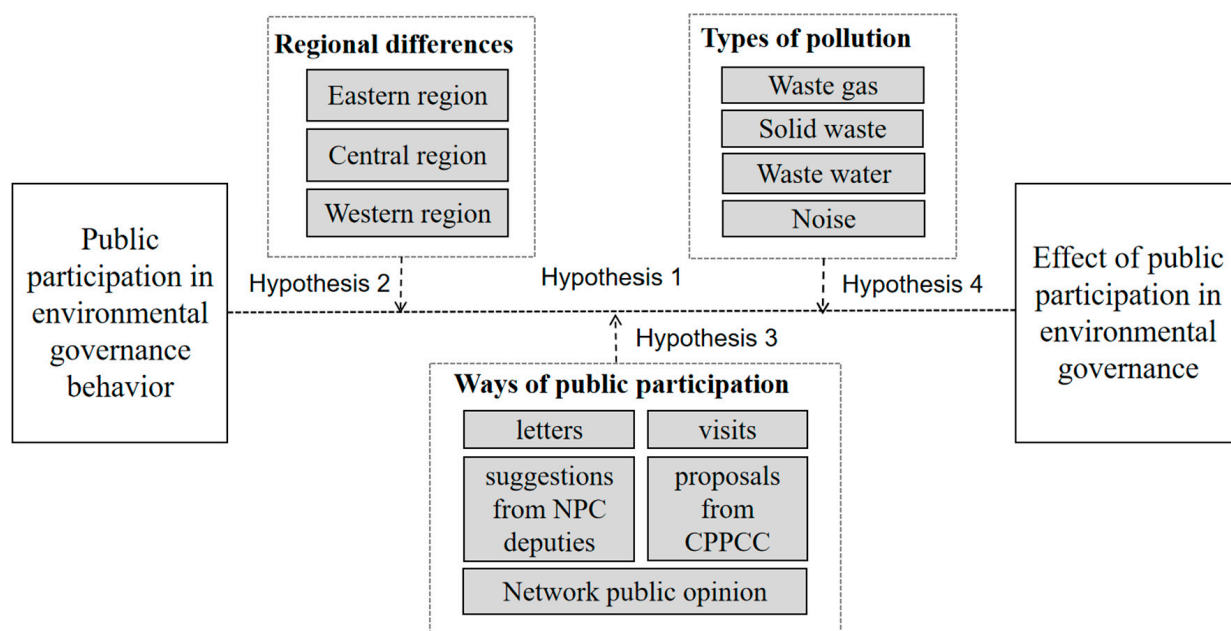 Regional differences
Eastern region
Central region
Western region
Types of pollution
Waste gas
Solid waste
Waste water
Noise
Public
participation in
environmental
governance
behavior
Hypothesis 2
Hypothesis 1
Hypothesis 4
Hypothesis 3
Effect of public
participation in
environmental
governance
Ways of public participation
letters
visits
suggestions
from NPC
deputies
proposals
from
CPPCC
Network public opinion